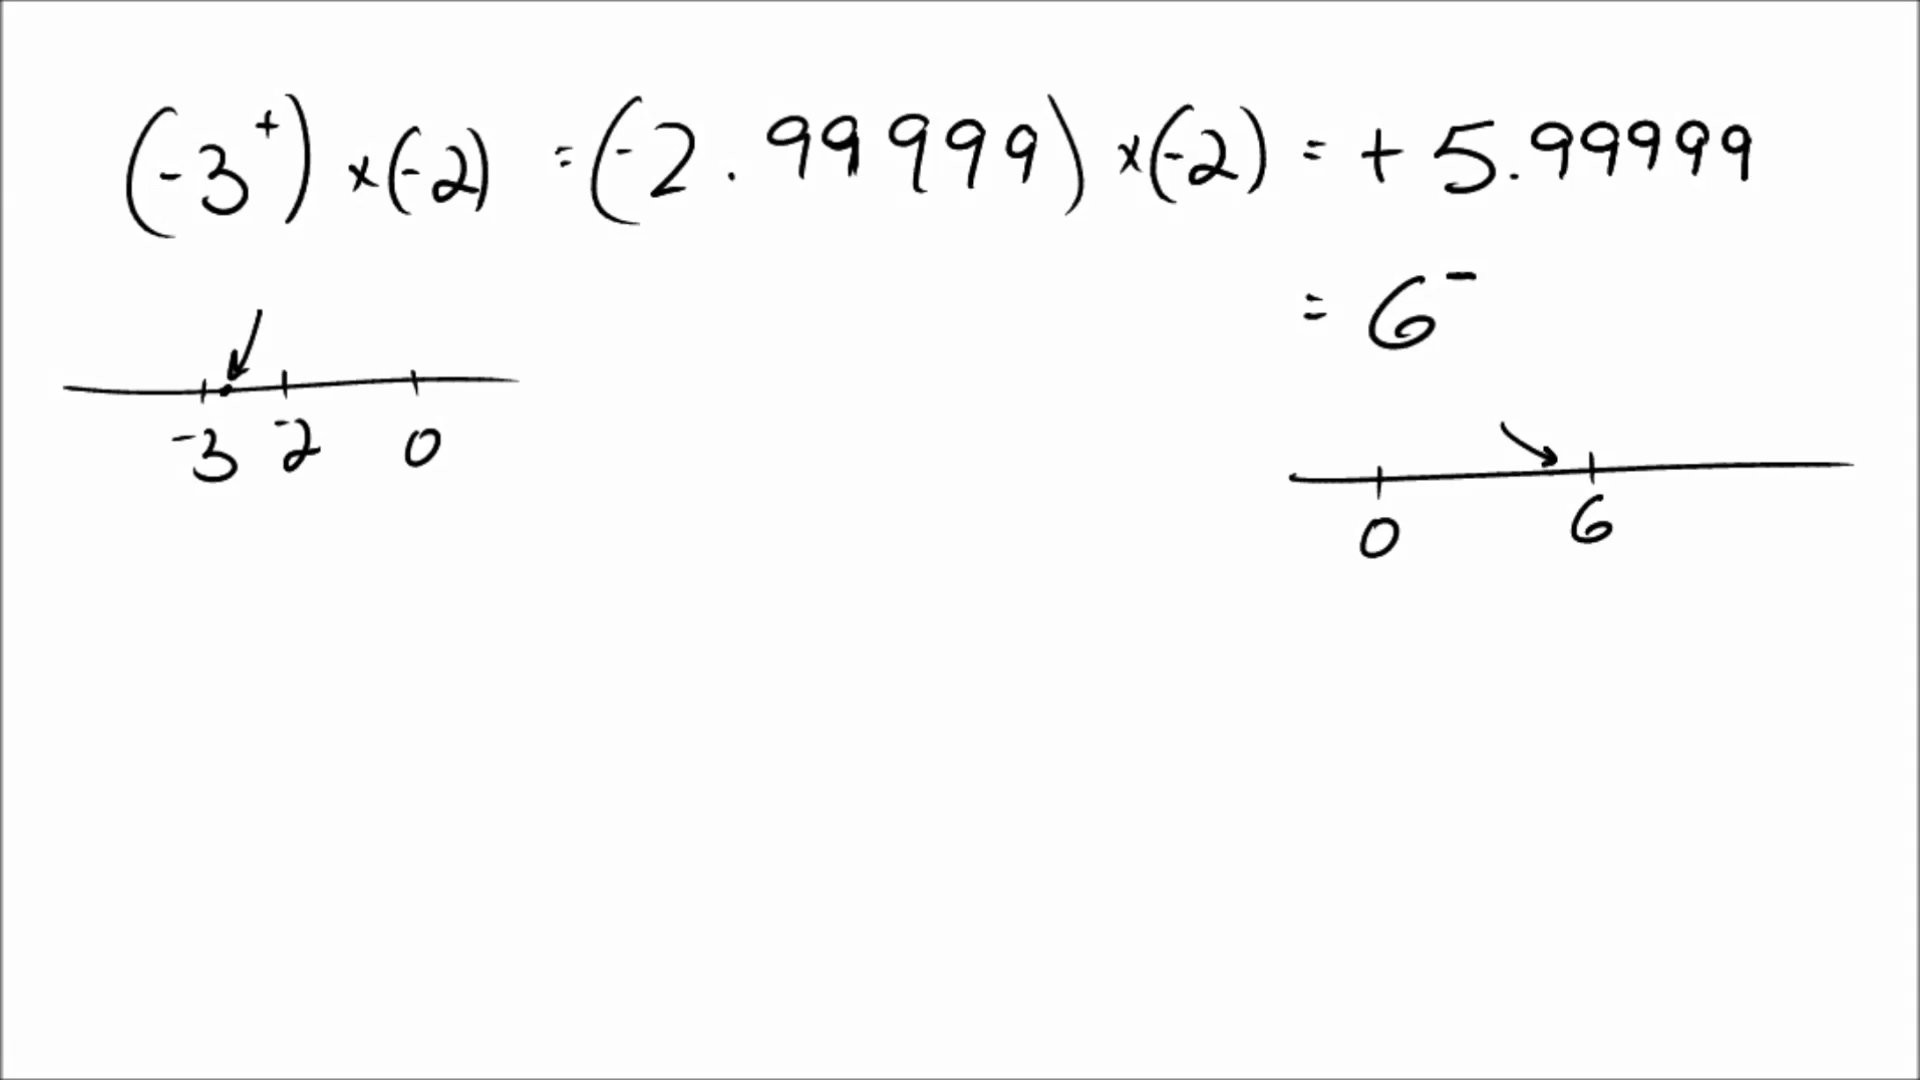 (-3⁺) × (-2) = (-2.99999) × (-2) = + 5.99999
= 6⁻
-3 -2 0
0 6